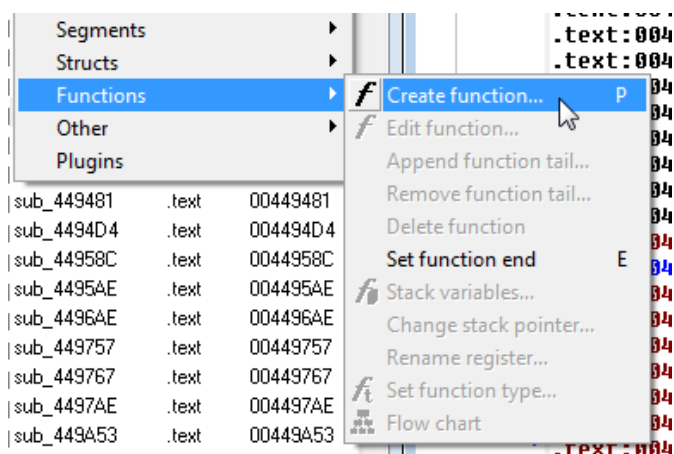 .text:004
.text:004
Segments
Structs
Functions
Other
Plugins
f Create function... P
f Edit function...
Append function tail...
Remove function tail...
Delete function
Set function end E
Stack variables...
Change stack pointer...
Rename register...
Set function type...
Flow chart
sub_449481 .text 00449481
sub_4494D4 .text 004494D4
sub_44958C .text 0044958C
sub_4495AE .text 004495AE
sub_4496AE .text 004496AE
sub_449757 .text 00449757
sub_449767 .text 00449767
sub_4497AE .text 004497AE
sub_449A53 .text 00449A53
.text:004